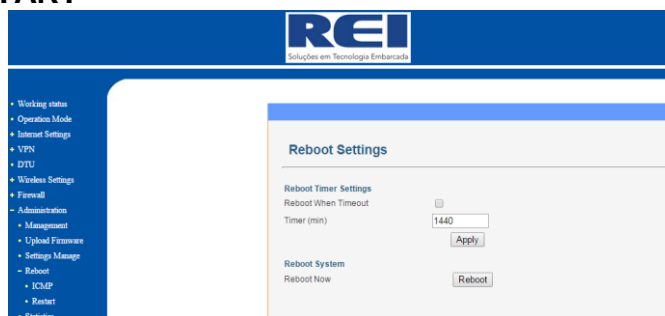 REI
Soluções em Tecnologia Embarcada
Working status
Operation Mode
Internet Settings
VPN
DTU
Wireless Settings
Firewall
Administration
Management
Upload Firmware
Settings Manage
Reboot
ICMP
Restart
Statistics
Reboot Settings
Reboot Timer Settings
Reboot When Timeout
Timer (min) 1440
Apply
Reboot System
Reboot Now Reboot